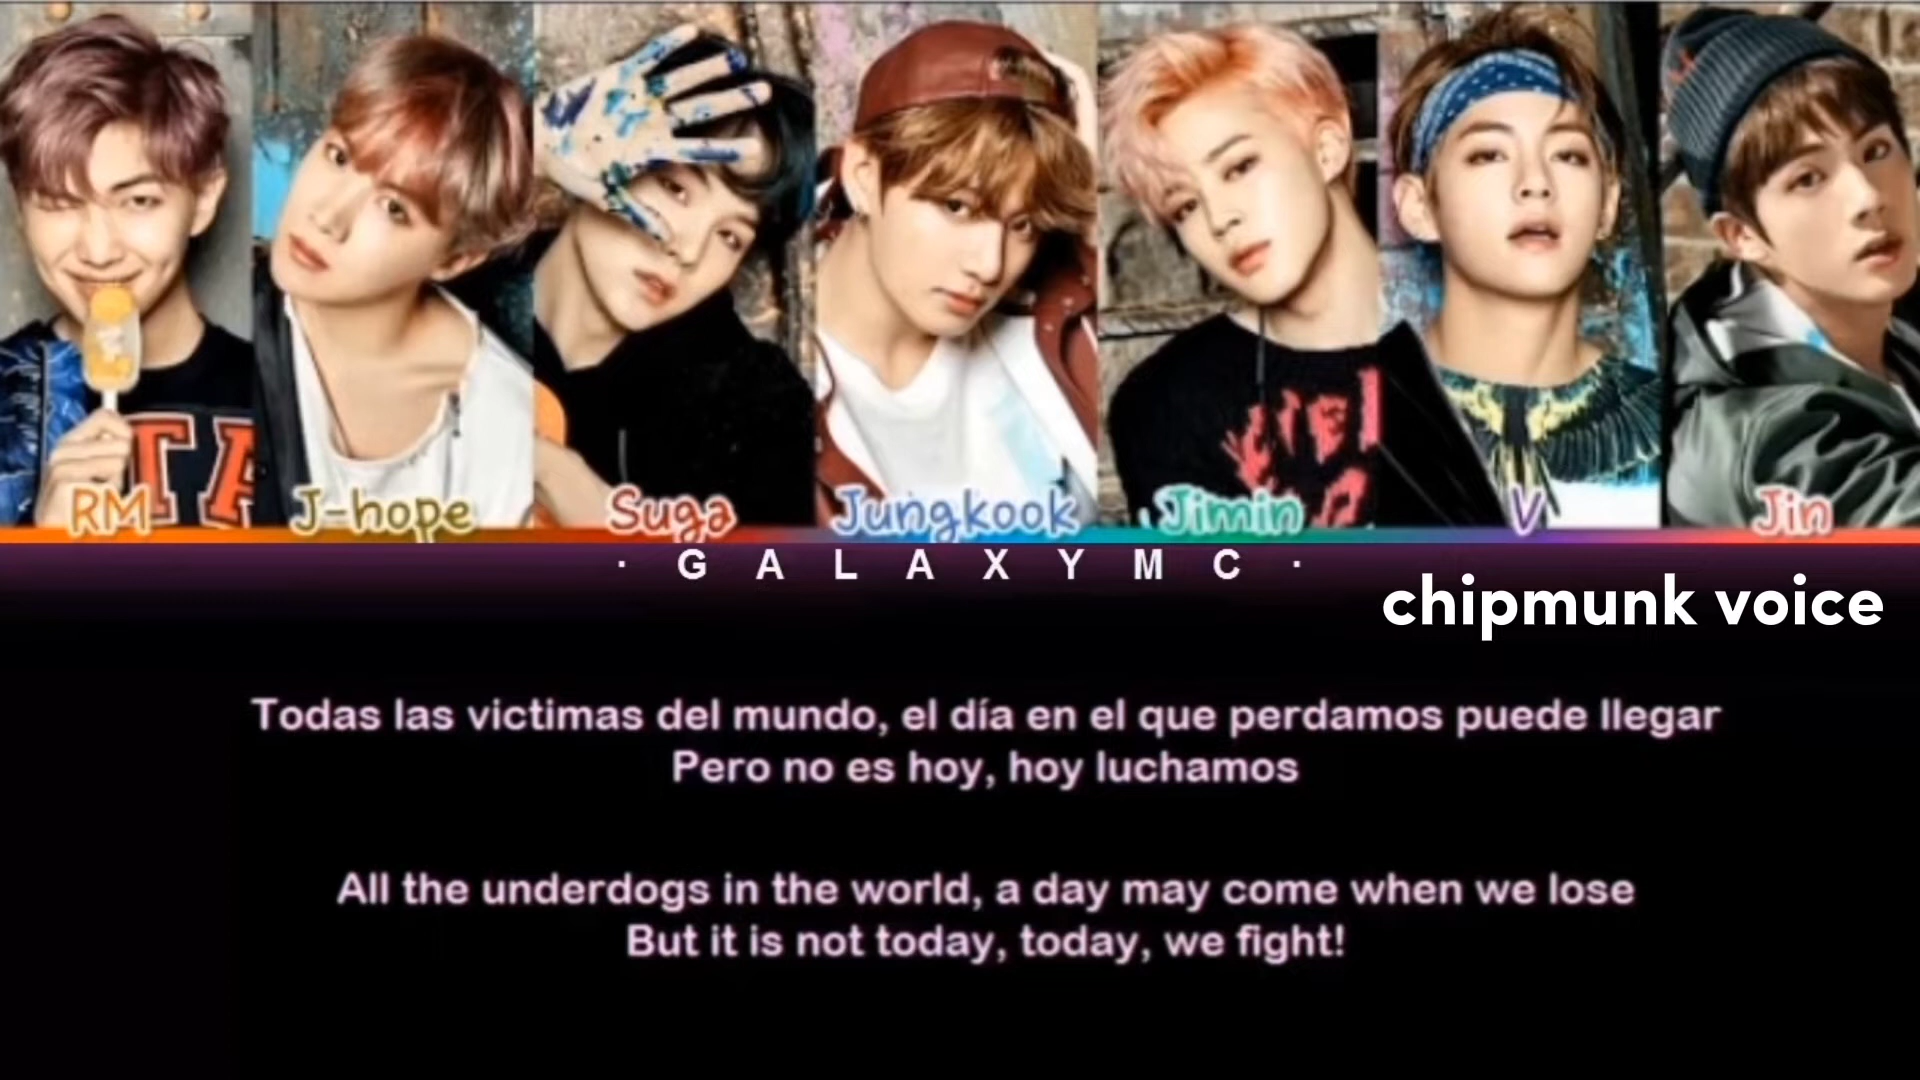 TA
RM
J-hope
Suga
Jungkook
Jimin
V
Jin
· G A L A X Y M C ·
chipmunk voice
Todas las victimas del mundo, el día en el que perdamos puede llegar
Pero no es hoy, hoy luchamos
All the underdogs in the world, a day may come when we lose
But it is not today, today, we fight!